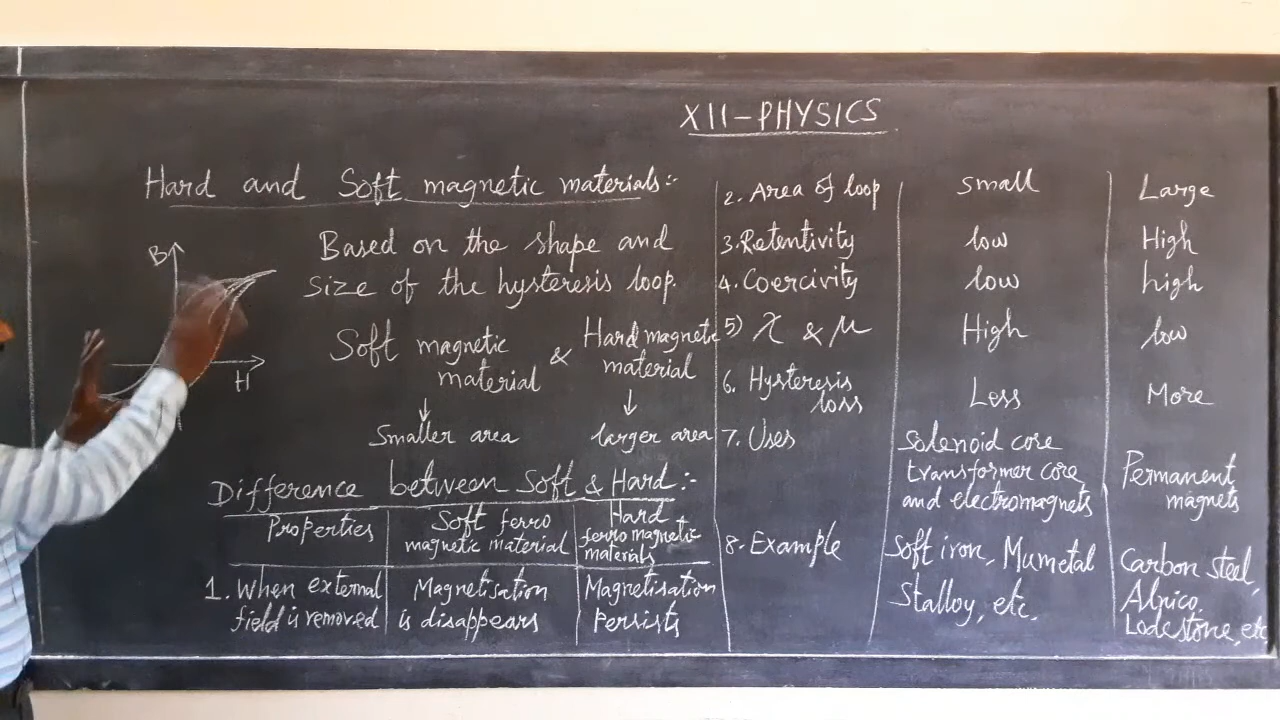 XII-PHYSICS
Hard and Soft magnetic materials:-
B
H
Based on the shape and
size of the hysteresis loop.
Soft magnetic
material
&
Hard magnetic
material
Smaller area
larger area
Difference between Soft & Hard:-
Properties
Soft ferro
magnetic material
Hard
ferro magnetic
materials
1. When external
field is removed
Magnetisation
is disappears
Magnetisation
Persists
2. Area of loop
Small
Large
3. Retentivity
low
High
4. Coercivity
low
high
5) χ & μ
High
low
6. Hysteresis
loss
Less
More
7. Uses
Solenoid core
transformer core
and electromagnets
Permanent
magnets
8. Example
Soft iron, Mumetal
Stalloy, etc.
Carbon steel,
Alnico,
Lodestone, etc